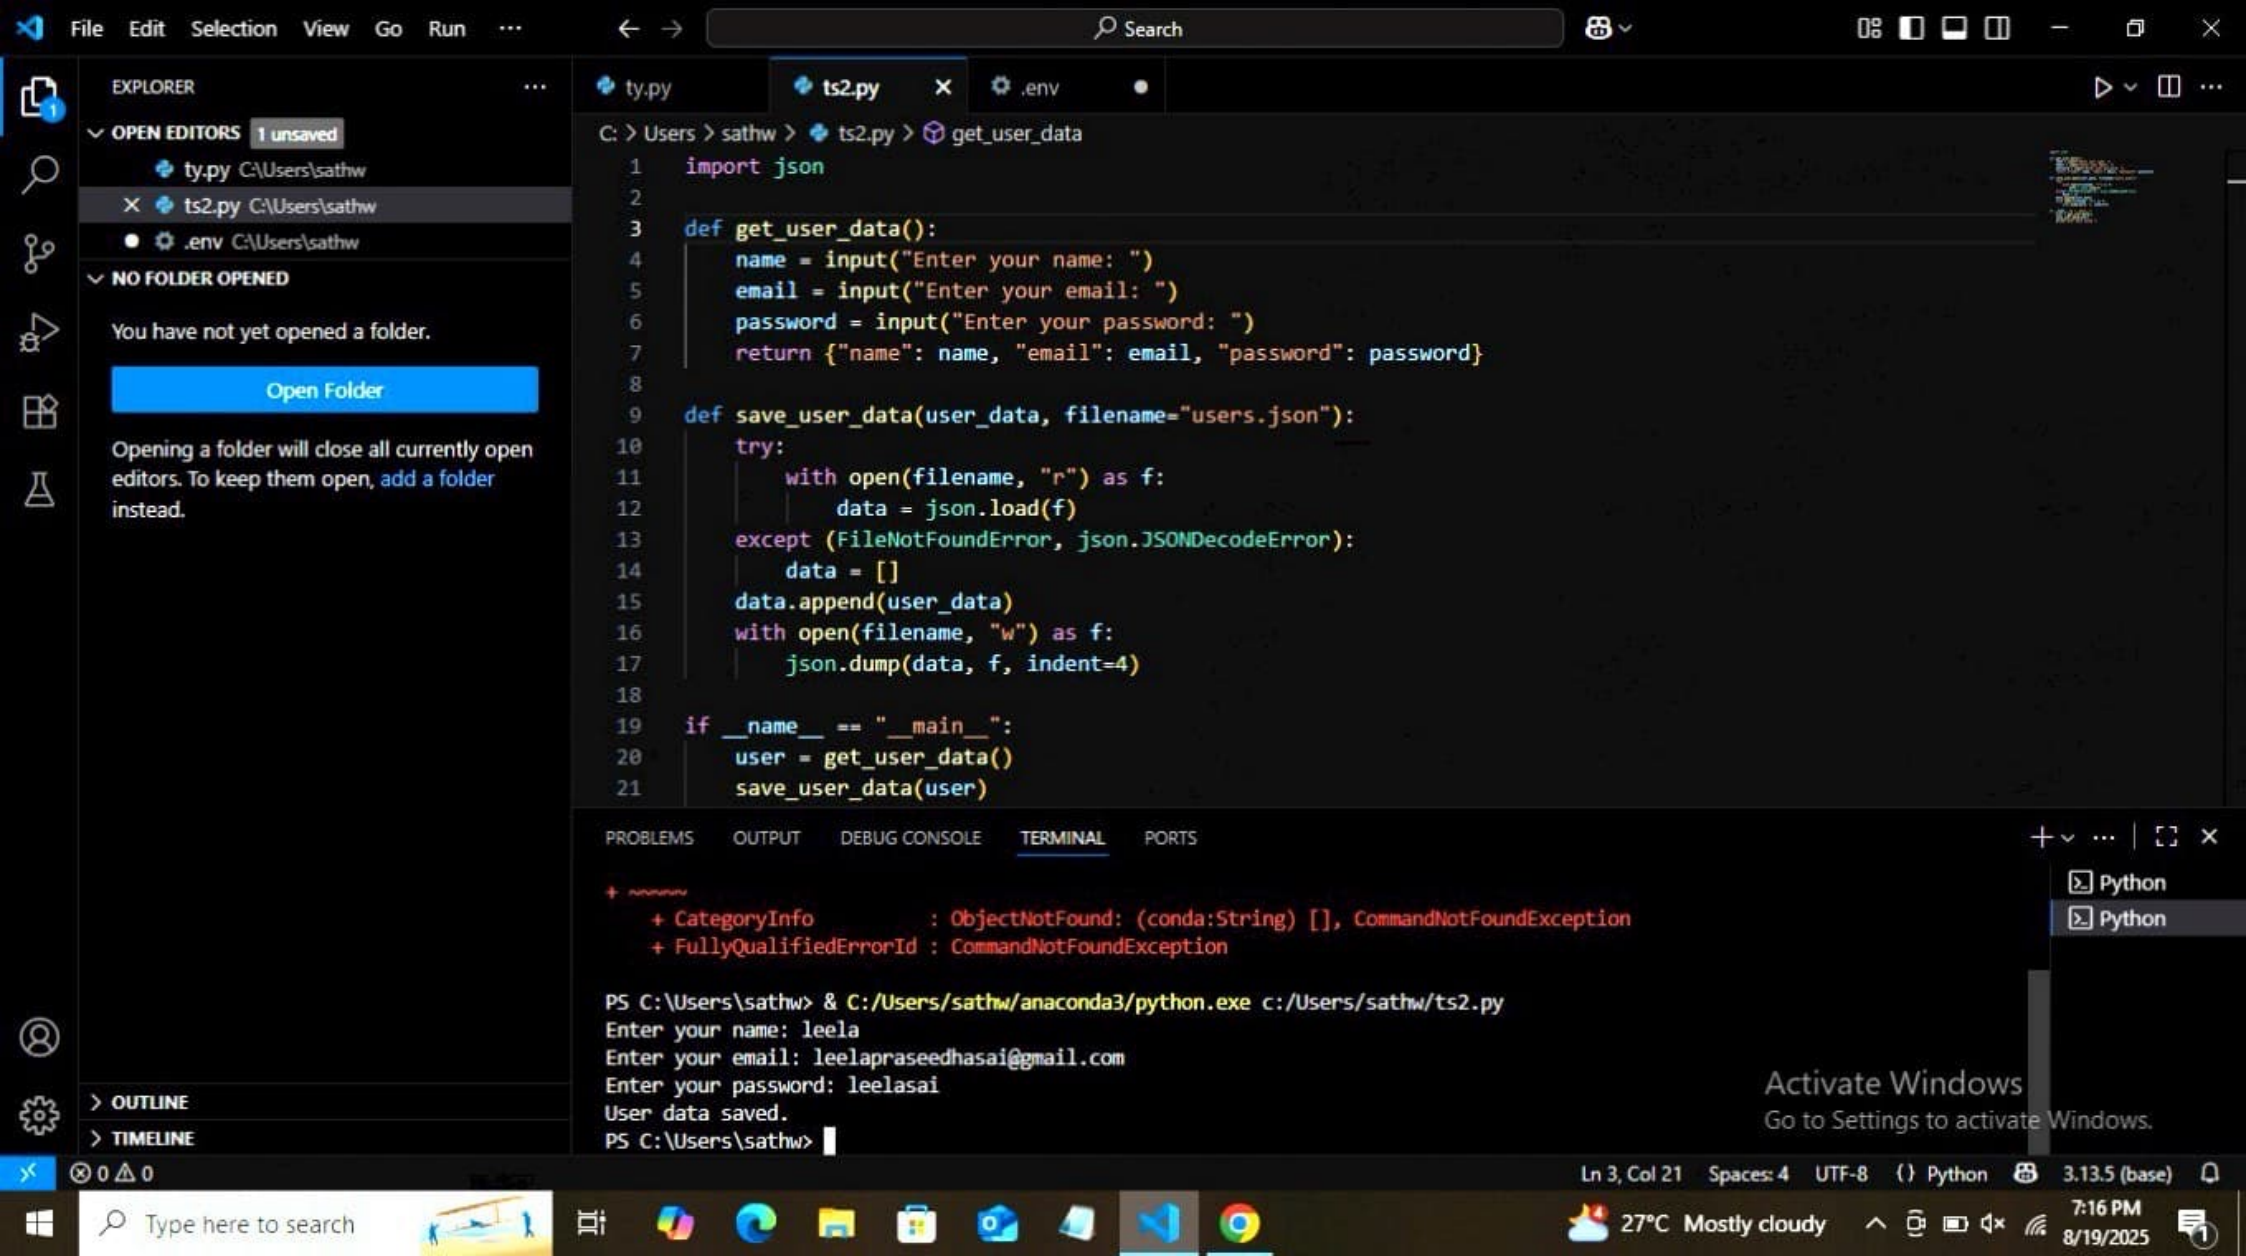 File Edit Selection View Go Run ···
Search
EXPLORER ···
OPEN EDITORS 1 unsaved
ty.py C:\Users\sathw
ts2.py C:\Users\sathw
.env C:\Users\sathw
NO FOLDER OPENED
You have not yet opened a folder.
Open Folder
Opening a folder will close all currently open
editors. To keep them open, add a folder
instead.
OUTLINE
TIMELINE
ty.py ts2.py .env
C: > Users > sathw > ts2.py > get_user_data
1 import json
2
3 def get_user_data():
4 name = input("Enter your name: ")
5 email = input("Enter your email: ")
6 password = input("Enter your password: ")
7 return {"name": name, "email": email, "password": password}
8
9 def save_user_data(user_data, filename="users.json"):
10 try:
11 with open(filename, "r") as f:
12 data = json.load(f)
13 except (FileNotFoundError, json.JSONDecodeError):
14 data = []
15 data.append(user_data)
16 with open(filename, "w") as f:
17 json.dump(data, f, indent=4)
18
19 if __name__ == "__main__":
20 user = get_user_data()
21 save_user_data(user)
PROBLEMS OUTPUT DEBUG CONSOLE TERMINAL PORTS
+ ~~~~~
+ CategoryInfo : ObjectNotFound: (conda:String) [], CommandNotFoundException
+ FullyQualifiedErrorId : CommandNotFoundException
PS C:\Users\sathw> & C:/Users/sathw/anaconda3/python.exe c:/Users/sathw/ts2.py
Enter your name: leela
Enter your email: leelapraseedhasai@gmail.com
Enter your password: leelasai
User data saved.
PS C:\Users\sathw>
Python
Python
Activate Windows
Go to Settings to activate Windows.
0 0
Ln 3, Col 21 Spaces: 4 UTF-8 {} Python 3.13.5 (base)
Type here to search
27°C Mostly cloudy
7:16 PM
8/19/2025
1